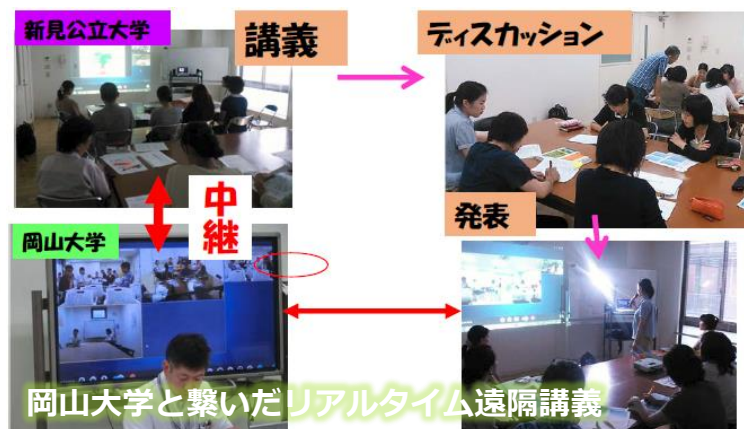 新見公立大学
講義
ディスカッション
中継
岡山大学
発表
岡山大学と繋いだリアルタイム遠隔講義